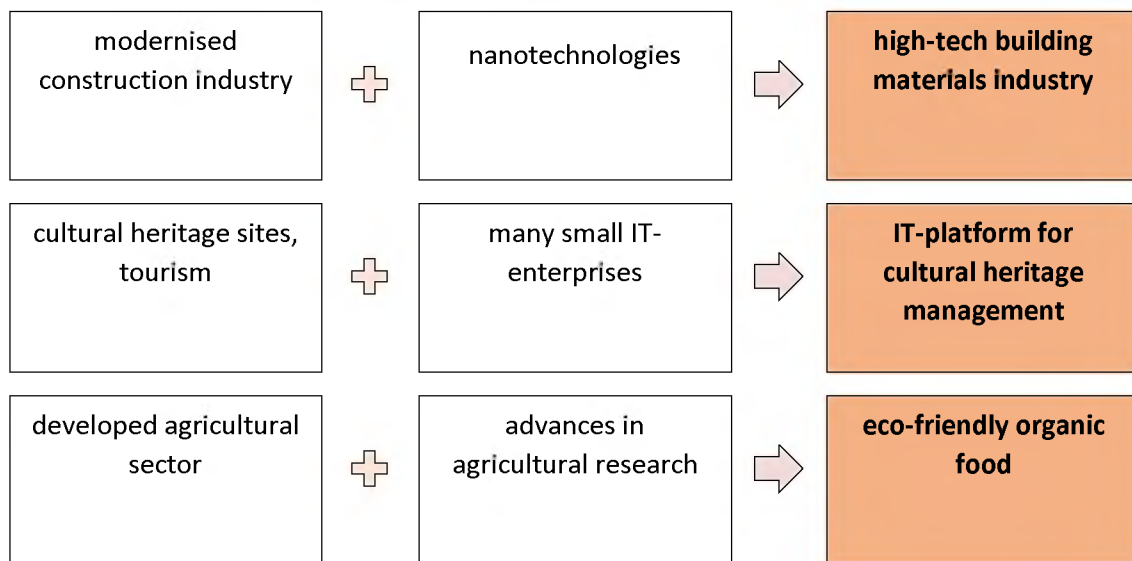 modernised
construction industry
nanotechnologies
high-tech building
materials industry
cultural heritage sites,
tourism
many small IT-
enterprises
IT-platform for
cultural heritage
management
developed agricultural
sector
advances in
agricultural research
eco-friendly organic
food